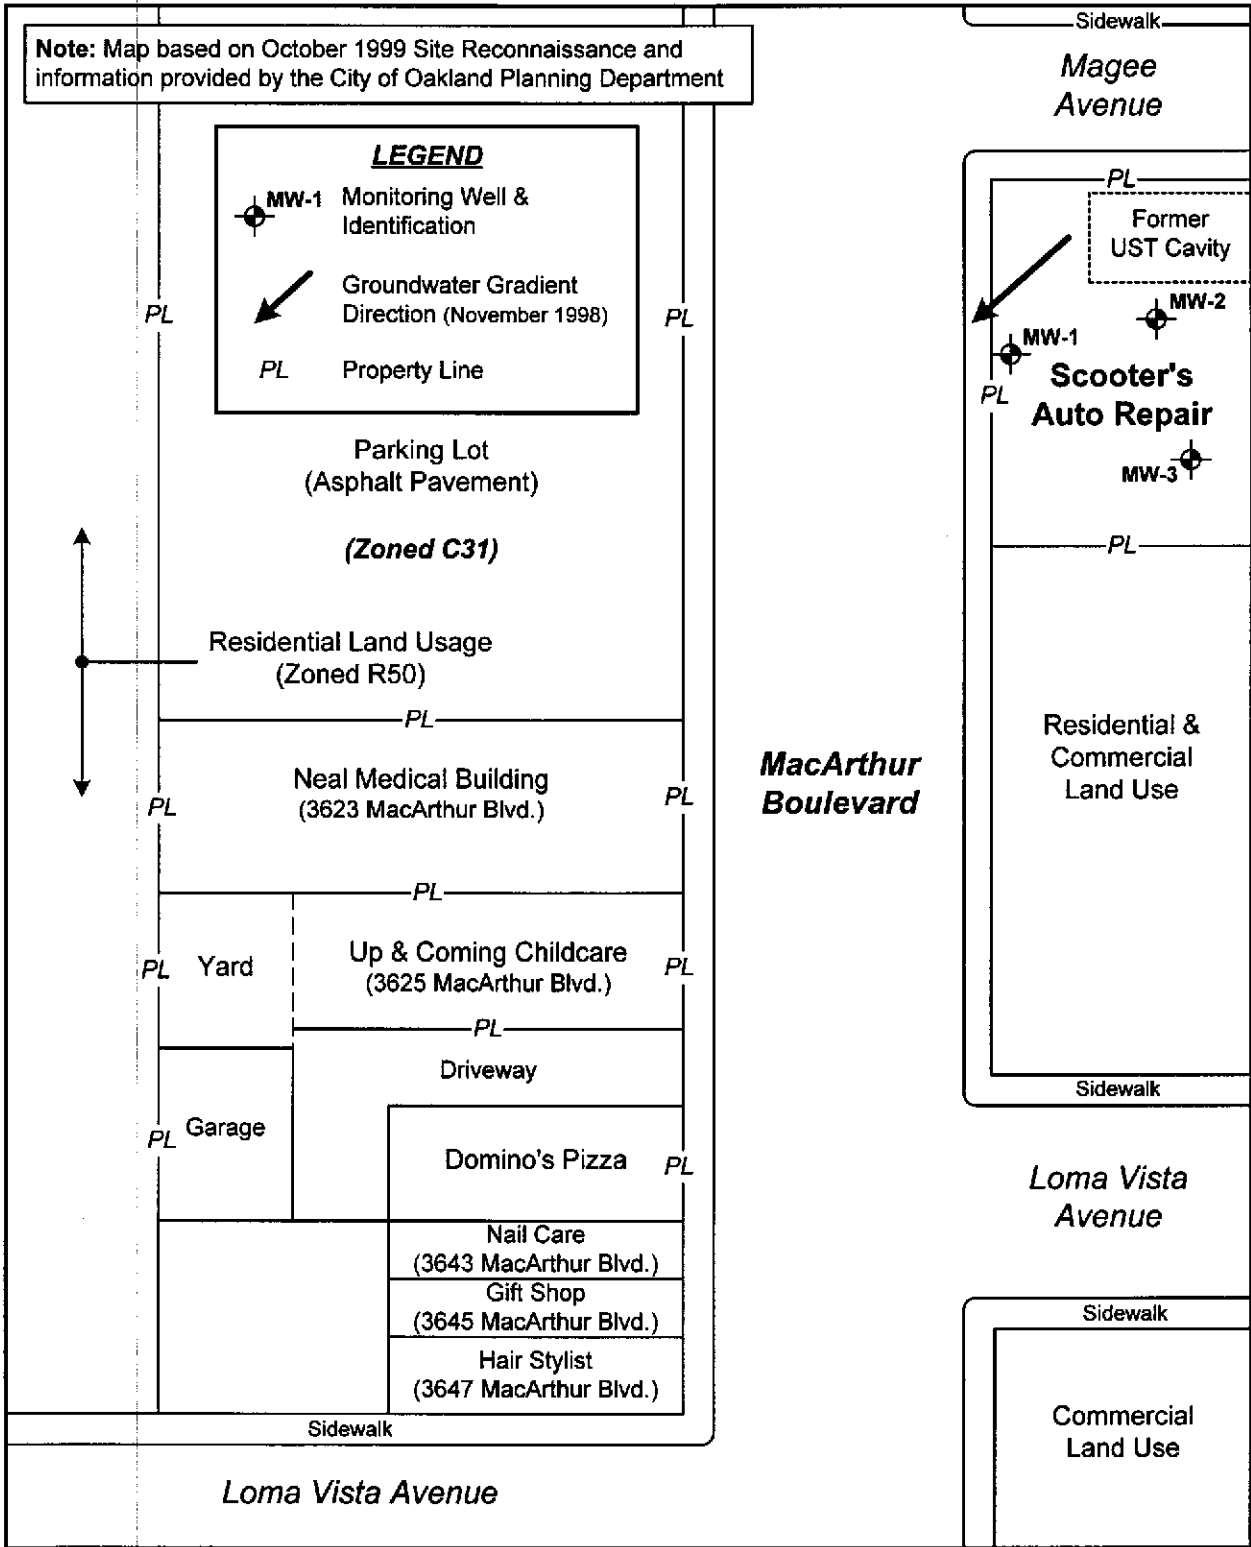 Note: Map based on October 1999 Site Reconnaissance and
information provided by the City of Oakland Planning Department
LEGEND
MW-1 Monitoring Well &
Identification
Groundwater Gradient
Direction (November 1998)
PL Property Line
PL
PL
Parking Lot
(Asphalt Pavement)
(Zoned C31)
Residential Land Usage
(Zoned R50)
PL
Neal Medical Building
(3623 MacArthur Blvd.)
PL
PL
PL
Yard
Up & Coming Childcare
(3625 MacArthur Blvd.)
PL
PL
PL
Driveway
Garage
PL
Domino's Pizza
PL
Nail Care
(3643 MacArthur Blvd.)
Gift Shop
(3645 MacArthur Blvd.)
Hair Stylist
(3647 MacArthur Blvd.)
Sidewalk
Loma Vista Avenue
MacArthur
Boulevard
Sidewalk
Magee
Avenue
PL
Former
UST Cavity
MW-2
MW-1
PL
Scooter's
Auto Repair
MW-3
PL
Residential &
Commercial
Land Use
Sidewalk
Loma Vista
Avenue
Sidewalk
Commercial
Land Use